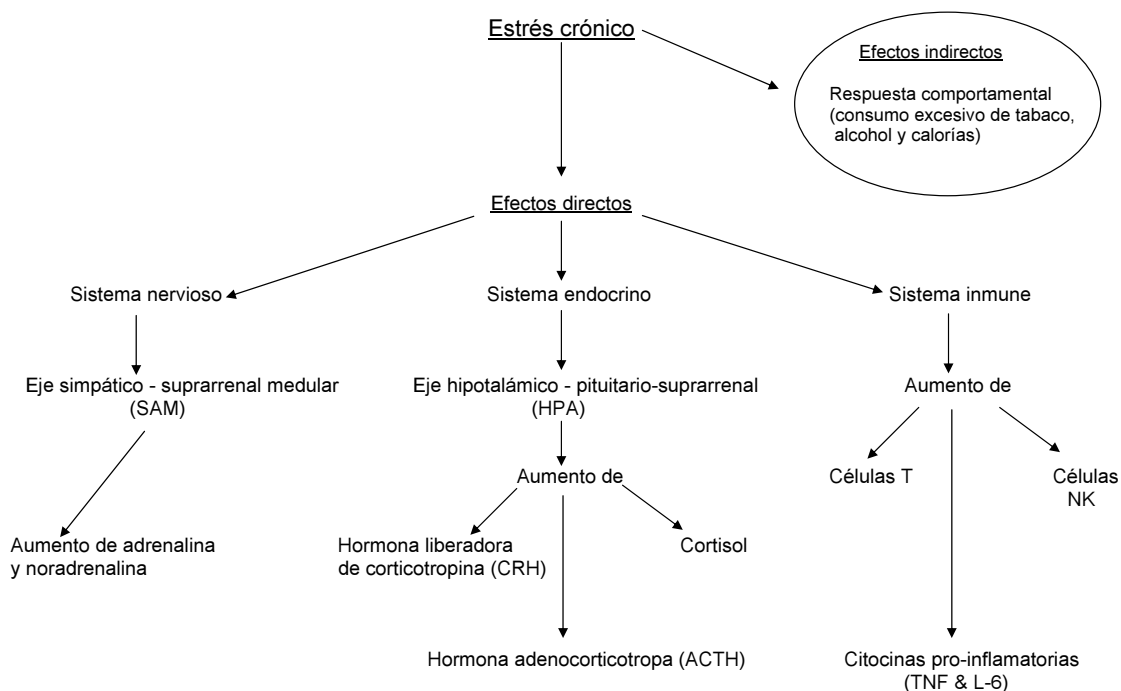 Estrés crónico
Efectos indirectos
Respuesta comportamental
(consumo excesivo de tabaco,
alcohol y calorías)
Efectos directos
Sistema nervioso
Sistema endocrino
Sistema inmune
Eje simpático - suprarrenal medular
(SAM)
Eje hipotalámico - pituitario-suprarrenal
(HPA)
Aumento de
Aumento de
Células T
Células
NK
Aumento de adrenalina
y noradrenalina
Hormona liberadora
de corticotropina (CRH)
Cortisol
Hormona adenocorticotropa (ACTH)
Citocinas pro-inflamatorias
(TNF & L-6)